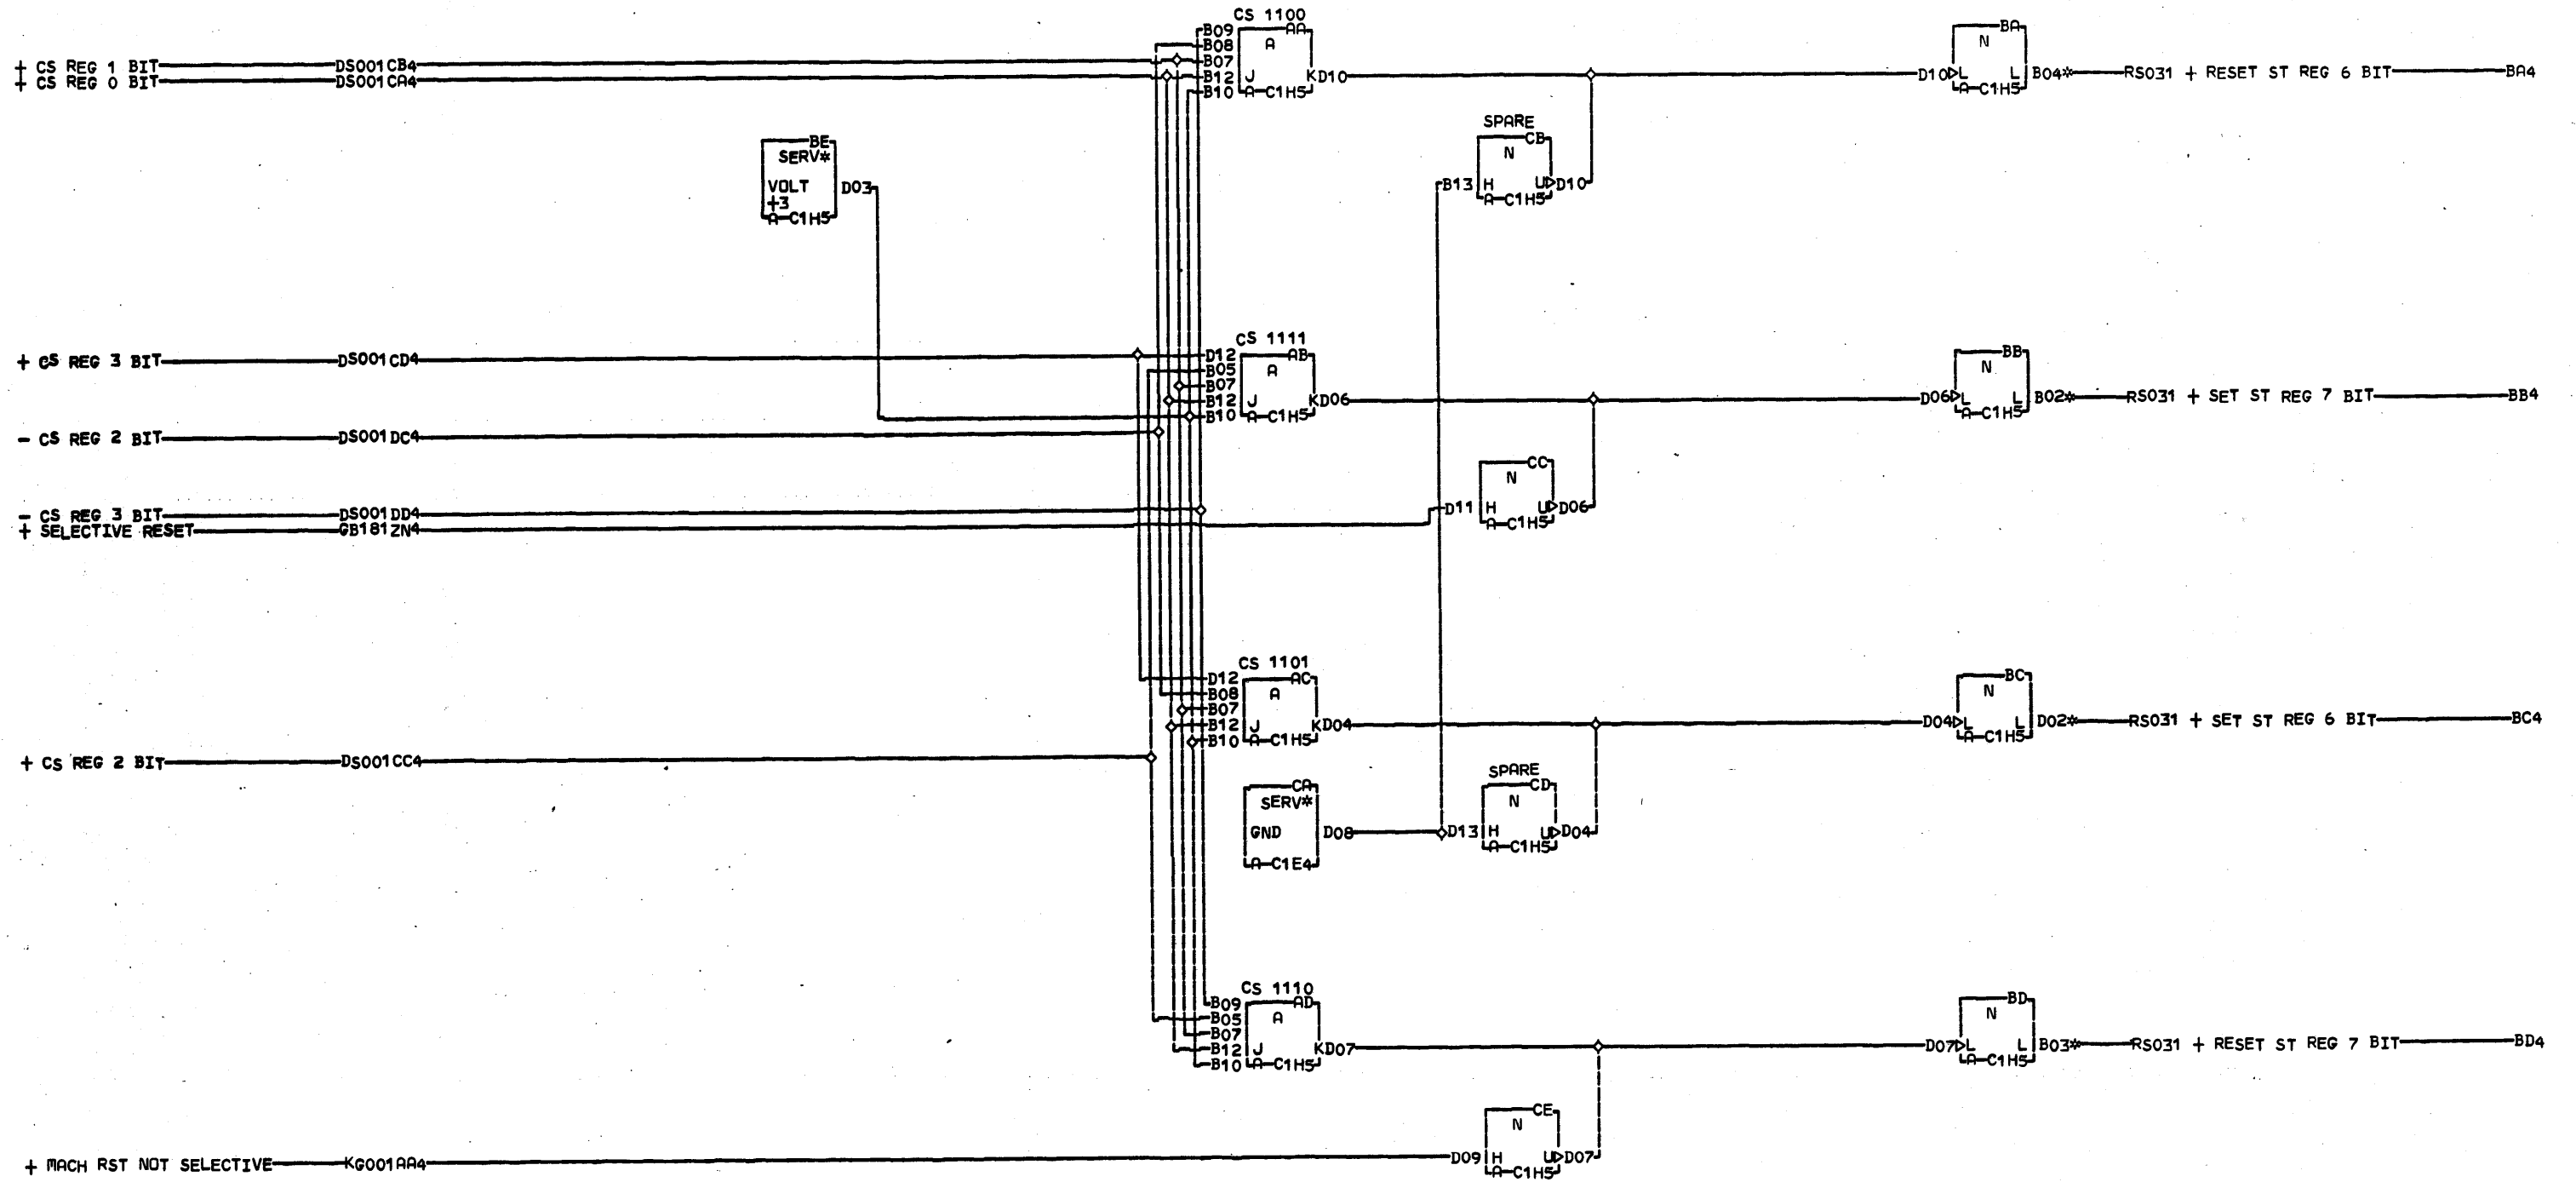 CS 1100
B09 AA BA
B08 A N
+ CS REG 1 BIT DS001CB4 B07
+ CS REG 0 BIT DS001CA4 B12 J K D10 D10 L L B04* RS031 + RESET ST REG 6 BIT BA4
B10 A-C1H5 A-C1H5
SPARE
BE CB
SERV* N
VOLT D03 B13 H U D10
+3
A-C1H5 A-C1H5
CS 1111
+ CS REG 3 BIT DS001CD4 D12 AB BB
B05 A N
B07
B12 J K D06 D06 L L B02* RS031 + SET ST REG 7 BIT BB4
B10 A-C1H5 A-C1H5
- CS REG 2 BIT DS001DC4
CC
N
- CS REG 3 BIT DS001DD4 D11 H U D06
+ SELECTIVE RESET GB181ZN4 A-C1H5
CS 1101
D12 AC BC
B08 A N
B07
B12 J K D04 D04 L L D02* RS031 + SET ST REG 6 BIT BC4
B10 A-C1H5 A-C1H5
+ CS REG 2 BIT DS001CC4
SPARE
CA CD
SERV* N
GND D08 D13 H U D04
A-C1E4 A-C1H5
CS 1110
B09 AD BD
B05 A N
B07
B12 J K D07 D07 L L B03* RS031 + RESET ST REG 7 BIT BD4
B10 A-C1H5 A-C1H5
CE
N
+ MACH RST NOT SELECTIVE KG001AA4 D09 H U D07
A-C1H5